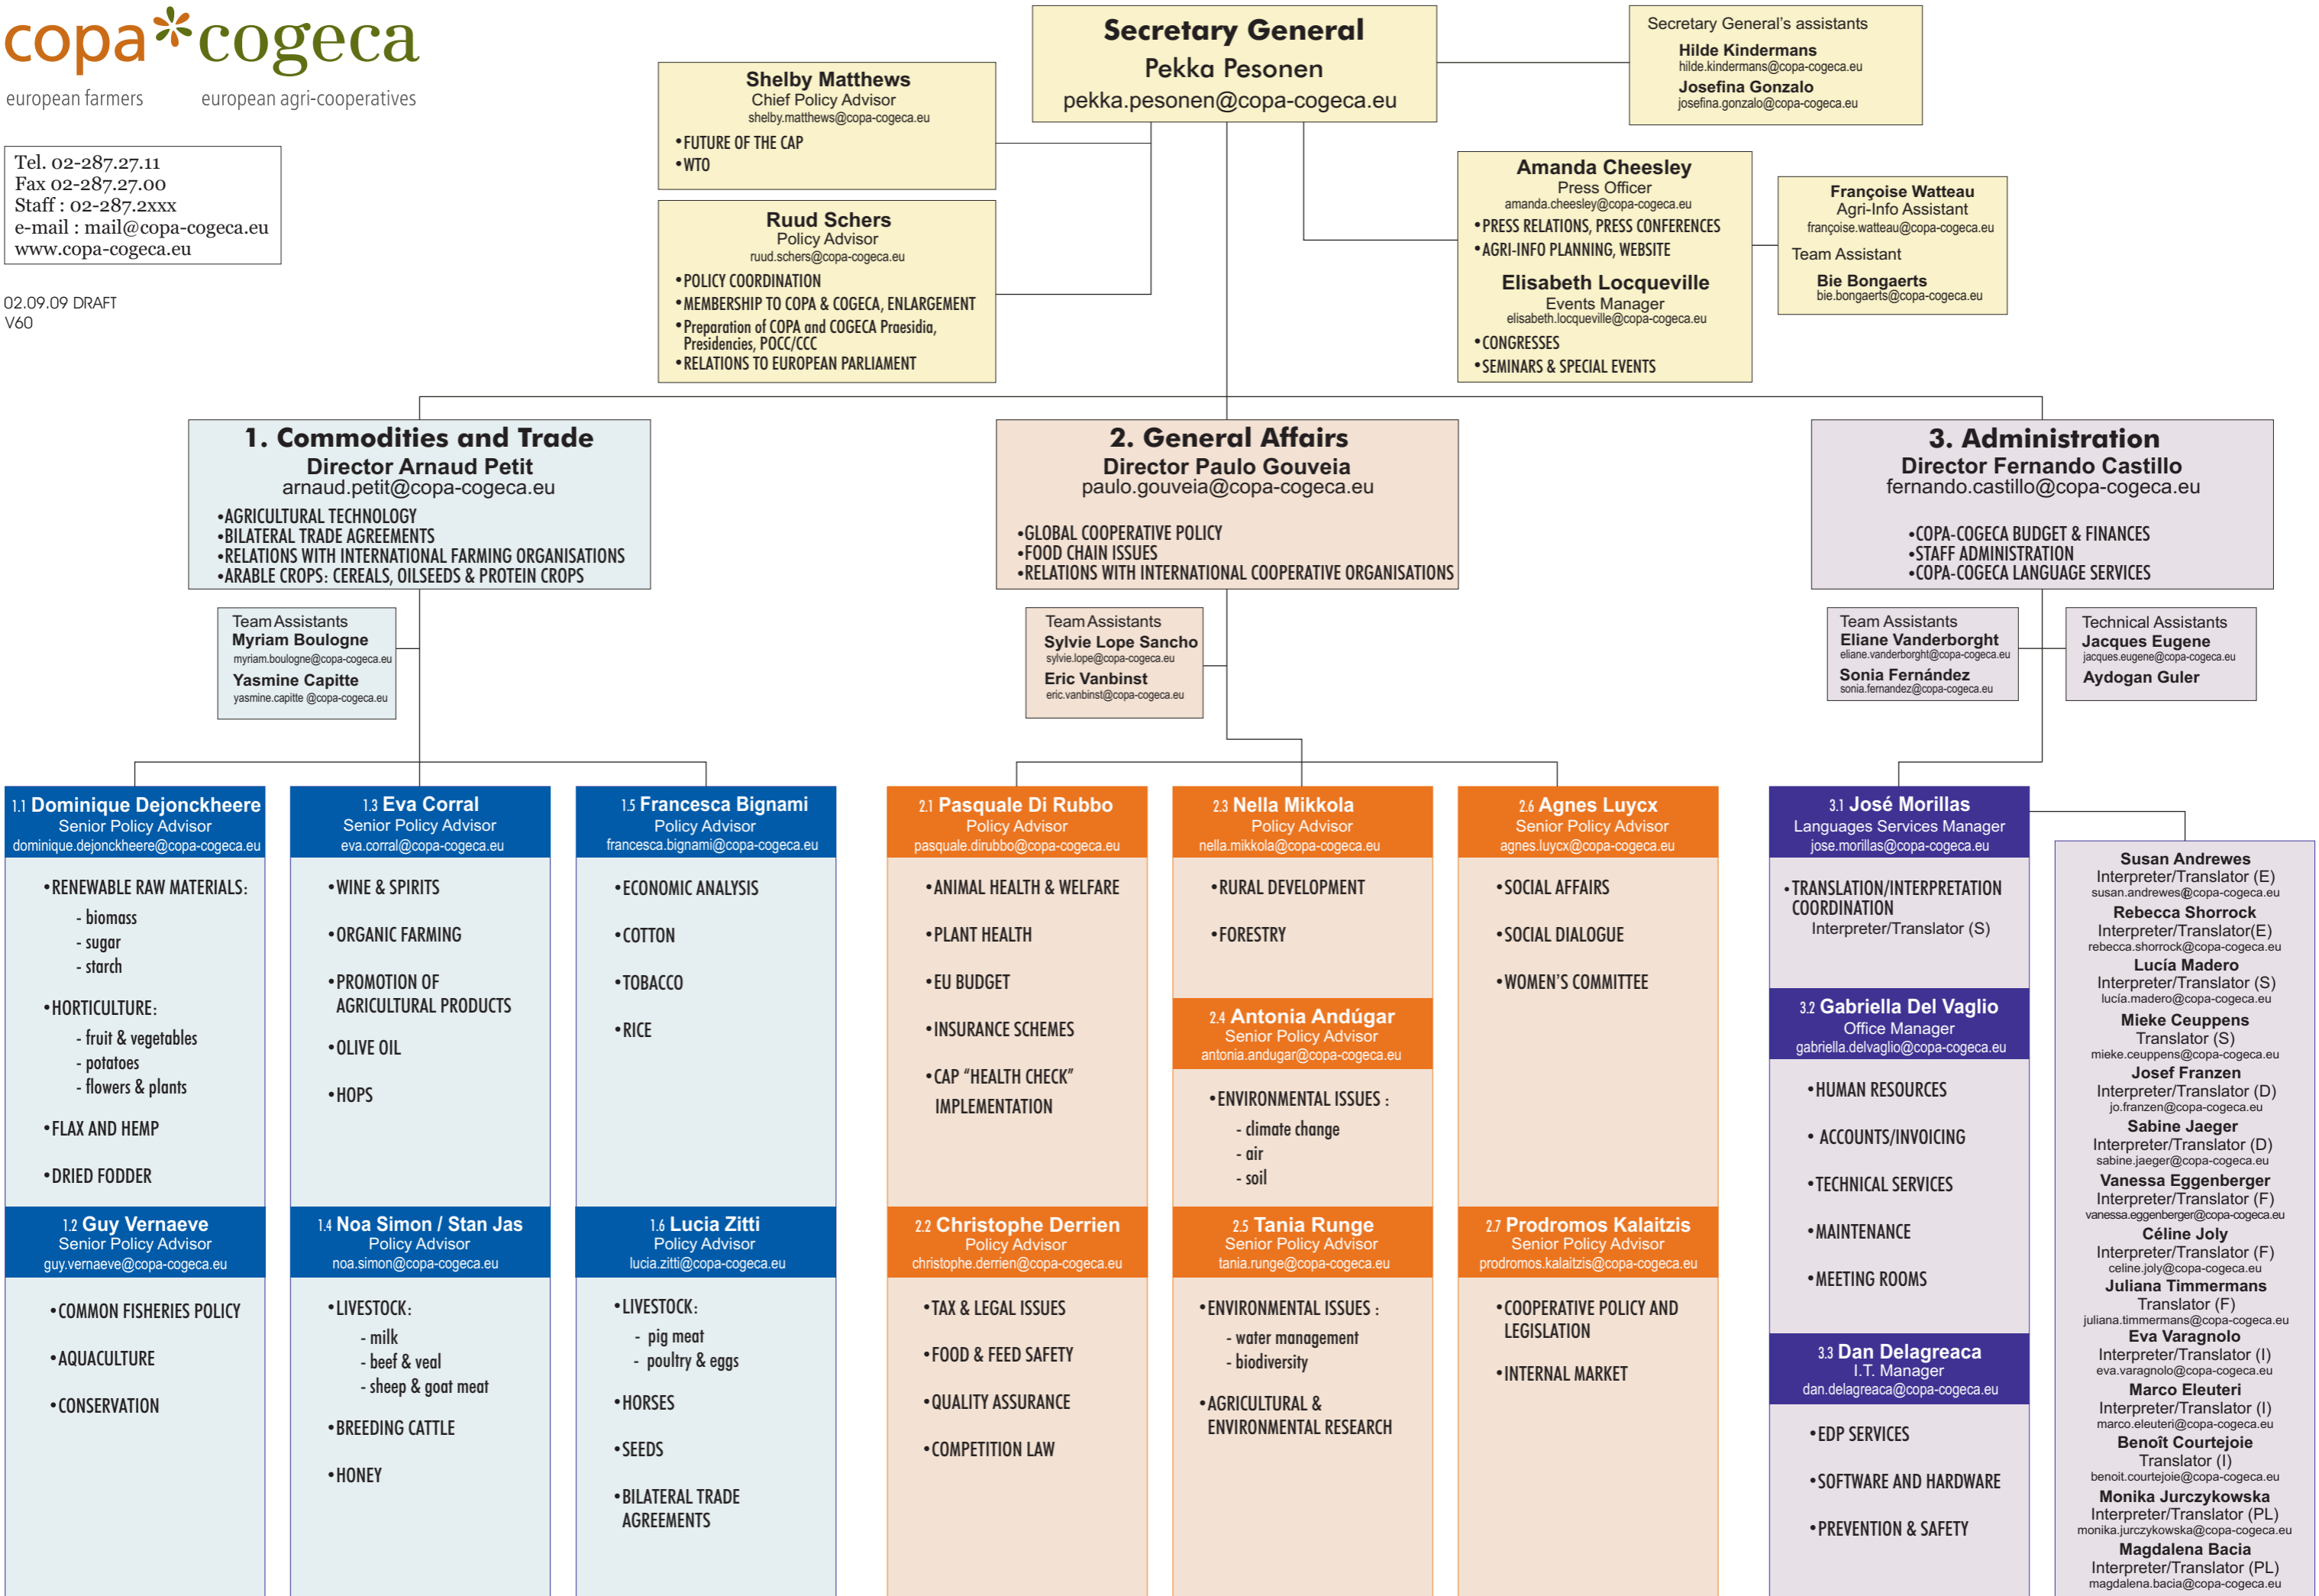 copa*cogeca
european farmers european agri-cooperatives
Tel. 02-287.27.11
Fax 02-287.27.00
Staff : 02-287.2xxx
e-mail : mail@copa-cogeca.eu
www.copa-cogeca.eu
02.09.09 DRAFT
V60
Secretary General
Pekka Pesonen
pekka.pesonen@copa-cogeca.eu
Secretary General's assistants
Hilde Kindermans
hilde.kindermans@copa-cogeca.eu
Josefina Gonzalo
josefina.gonzalo@copa-cogeca.eu
Shelby Matthews
Chief Policy Advisor
shelby.matthews@copa-cogeca.eu
•FUTURE OF THE CAP
•WTO
Ruud Schers
Policy Advisor
ruud.schers@copa-cogeca.eu
•POLICY COORDINATION
•MEMBERSHIP TO COPA & COGECA, ENLARGEMENT
•Preparation of COPA and COGECA Praesidia,
Presidencies, POCC/CCC
•RELATIONS TO EUROPEAN PARLIAMENT
Amanda Cheesley
Press Officer
amanda.cheesley@copa-cogeca.eu
•PRESS RELATIONS, PRESS CONFERENCES
•AGRI-INFO PLANNING, WEBSITE
Elisabeth Locqueville
Events Manager
elisabeth.locqueville@copa-cogeca.eu
•CONGRESSES
•SEMINARS & SPECIAL EVENTS
Françoise Watteau
Agri-Info Assistant
françoise.watteau@copa-cogeca.eu
Team Assistant
Bie Bongaerts
bie.bongaerts@copa-cogeca.eu
1. Commodities and Trade
Director Arnaud Petit
arnaud.petit@copa-cogeca.eu
•AGRICULTURAL TECHNOLOGY
•BILATERAL TRADE AGREEMENTS
•RELATIONS WITH INTERNATIONAL FARMING ORGANISATIONS
•ARABLE CROPS: CEREALS, OILSEEDS & PROTEIN CROPS
Team Assistants
Myriam Boulogne
myriam.boulogne@copa-cogeca.eu
Yasmine Capitte
yasmine.capitte @copa-cogeca.eu
2. General Affairs
Director Paulo Gouveia
paulo.gouveia@copa-cogeca.eu
•GLOBAL COOPERATIVE POLICY
•FOOD CHAIN ISSUES
•RELATIONS WITH INTERNATIONAL COOPERATIVE ORGANISATIONS
Team Assistants
Sylvie Lope Sancho
sylvie.lope@copa-cogeca.eu
Eric Vanbinst
eric.vanbinst@copa-cogeca.eu
3. Administration
Director Fernando Castillo
fernando.castillo@copa-cogeca.eu
•COPA-COGECA BUDGET & FINANCES
•STAFF ADMINISTRATION
•COPA-COGECA LANGUAGE SERVICES
Team Assistants
Eliane Vanderborght
eliane.vanderborght@copa-cogeca.eu
Sonia Fernández
sonia.fernandez@copa-cogeca.eu
Technical Assistants
Jacques Eugene
jacques.eugene@copa-cogeca.eu
Aydogan Guler
1.1 Dominique Dejonckheere
Senior Policy Advisor
dominique.dejonckheere@copa-cogeca.eu
•RENEWABLE RAW MATERIALS:
- biomass
- sugar
- starch
•HORTICULTURE:
- fruit & vegetables
- potatoes
- flowers & plants
•FLAX AND HEMP
•DRIED FODDER
1.2 Guy Vernaeve
Senior Policy Advisor
guy.vernaeve@copa-cogeca.eu
•COMMON FISHERIES POLICY
•AQUACULTURE
•CONSERVATION
1.3 Eva Corral
Senior Policy Advisor
eva.corral@copa-cogeca.eu
•WINE & SPIRITS
•ORGANIC FARMING
•PROMOTION OF
AGRICULTURAL PRODUCTS
•OLIVE OIL
•HOPS
1.4 Noa Simon / Stan Jas
Policy Advisor
noa.simon@copa-cogeca.eu
•LIVESTOCK:
- milk
- beef & veal
- sheep & goat meat
•BREEDING CATTLE
•HONEY
1.5 Francesca Bignami
Policy Advisor
francesca.bignami@copa-cogeca.eu
•ECONOMIC ANALYSIS
•COTTON
•TOBACCO
•RICE
1.6 Lucia Zitti
Policy Advisor
lucia.zitti@copa-cogeca.eu
•LIVESTOCK:
- pig meat
- poultry & eggs
•HORSES
•SEEDS
•BILATERAL TRADE
AGREEMENTS
2.1 Pasquale Di Rubbo
Policy Advisor
pasquale.dirubbo@copa-cogeca.eu
•ANIMAL HEALTH & WELFARE
•PLANT HEALTH
•EU BUDGET
•INSURANCE SCHEMES
•CAP “HEALTH CHECK”
IMPLEMENTATION
2.2 Christophe Derrien
Policy Advisor
christophe.derrien@copa-cogeca.eu
•TAX & LEGAL ISSUES
•FOOD & FEED SAFETY
•QUALITY ASSURANCE
•COMPETITION LAW
2.3 Nella Mikkola
Policy Advisor
nella.mikkola@copa-cogeca.eu
•RURAL DEVELOPMENT
•FORESTRY
2.4 Antonia Andúgar
Senior Policy Advisor
antonia.andugar@copa-cogeca.eu
•ENVIRONMENTAL ISSUES :
- climate change
- air
- soil
2.5 Tania Runge
Senior Policy Advisor
tania.runge@copa-cogeca.eu
•ENVIRONMENTAL ISSUES :
- water management
- biodiversity
•AGRICULTURAL &
ENVIRONMENTAL RESEARCH
2.6 Agnes Luycx
Senior Policy Advisor
agnes.luycx@copa-cogeca.eu
•SOCIAL AFFAIRS
•SOCIAL DIALOGUE
•WOMEN'S COMMITTEE
2.7 Prodromos Kalaitzis
Senior Policy Advisor
prodromos.kalaitzis@copa-cogeca.eu
•COOPERATIVE POLICY AND
LEGISLATION
•INTERNAL MARKET
3.1 José Morillas
Languages Services Manager
jose.morillas@copa-cogeca.eu
•TRANSLATION/INTERPRETATION
COORDINATION
Interpreter/Translator (S)
3.2 Gabriella Del Vaglio
Office Manager
gabriella.delvaglio@copa-cogeca.eu
•HUMAN RESOURCES
• ACCOUNTS/INVOICING
•TECHNICAL SERVICES
•MAINTENANCE
•MEETING ROOMS
3.3 Dan Delagreaca
I.T. Manager
dan.delagreaca@copa-cogeca.eu
•EDP SERVICES
•SOFTWARE AND HARDWARE
•PREVENTION & SAFETY
Susan Andrewes
Interpreter/Translator (E)
susan.andrewes@copa-cogeca.eu
Rebecca Shorrock
Interpreter/Translator(E)
rebecca.shorrock@copa-cogeca.eu
Lucía Madero
Interpreter/Translator (S)
lucía.madero@copa-cogeca.eu
Mieke Ceuppens
Translator (S)
mieke.ceuppens@copa-cogeca.eu
Josef Franzen
Interpreter/Translator (D)
jo.franzen@copa-cogeca.eu
Sabine Jaeger
Interpreter/Translator (D)
sabine.jaeger@copa-cogeca.eu
Vanessa Eggenberger
Interpreter/Translator (F)
vanessa.eggenberger@copa-cogeca.eu
Céline Joly
Interpreter/Translator (F)
celine.joly@copa-cogeca.eu
Juliana Timmermans
Translator (F)
juliana.timmermans@copa-cogeca.eu
Eva Varagnolo
Interpreter/Translator (I)
eva.varagnolo@copa-cogeca.eu
Marco Eleuteri
Interpreter/Translator (I)
marco.eleuteri@copa-cogeca.eu
Benoît Courtejoie
Translator (I)
benoit.courtejoie@copa-cogeca.eu
Monika Jurczykowska
Interpreter/Translator (PL)
monika.jurczykowska@copa-cogeca.eu
Magdalena Bacia
Interpreter/Translator (PL)
magdalena.bacia@copa-cogeca.eu